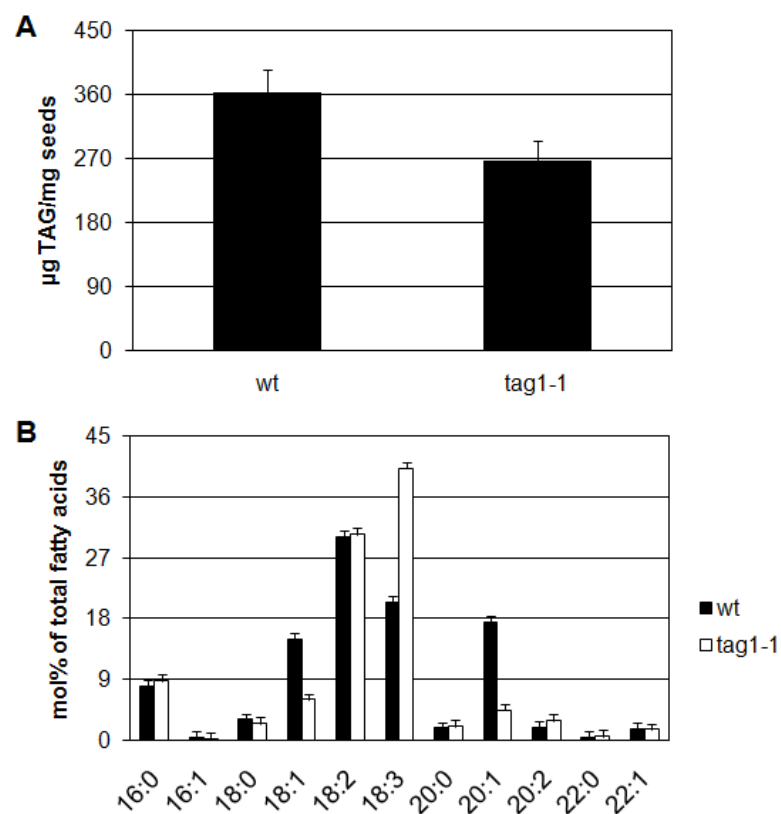 A
450
360
270
180
90
0
µg TAG/mg seeds
wt tag1-1
B
45
36
27
18
9
0
mol% of total fatty acids
16:0 16:1 18:0 18:1 18:2 18:3 20:0 20:1 20:2 22:0 22:1
wt
tag1-1